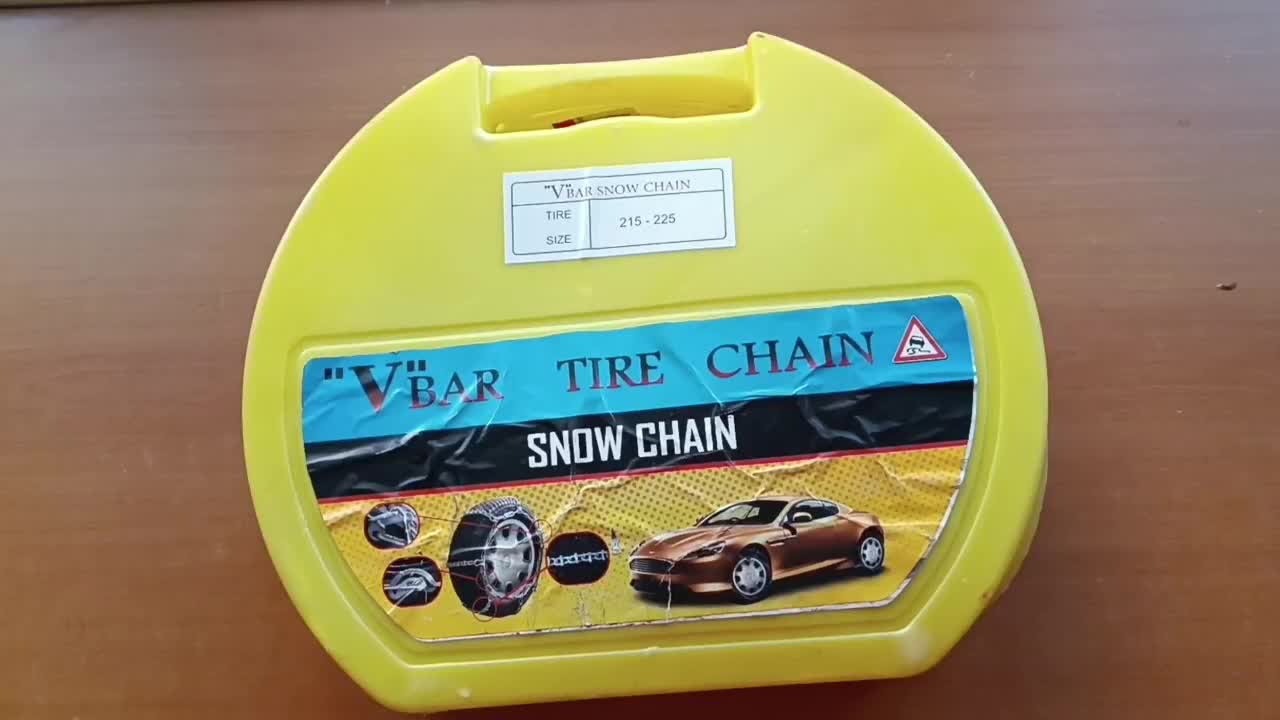 "V"BAR SNOW CHAIN
TIRE SIZE
215 - 225
"V"BAR TIRE CHAIN
SNOW CHAIN